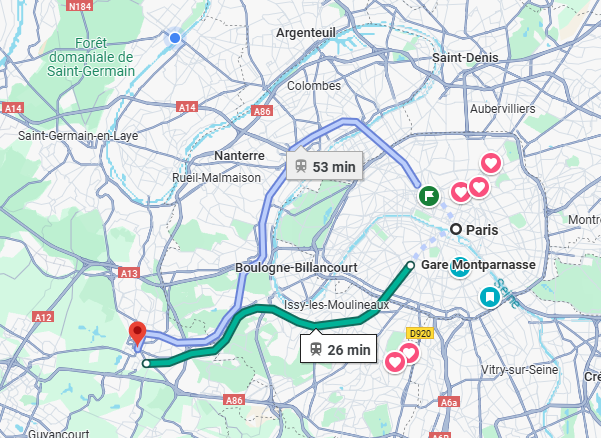 N184
Argenteuil
Forêt
domaniale de
Saint-Germain
Saint-Denis
Colombes
A14
A14
A86
Aubervilliers
Saint-Germain-en-Laye
Nanterre
53 min
Rueil-Malmaison
Paris
Montr
A13
Boulogne-Billancourt
Gare Montparnasse
Seine
Issy-les-Moulineaux
A12
D920
26 min
Vitry-sur-Seine
Cré
A86
A6a
Guyancourt
A6B